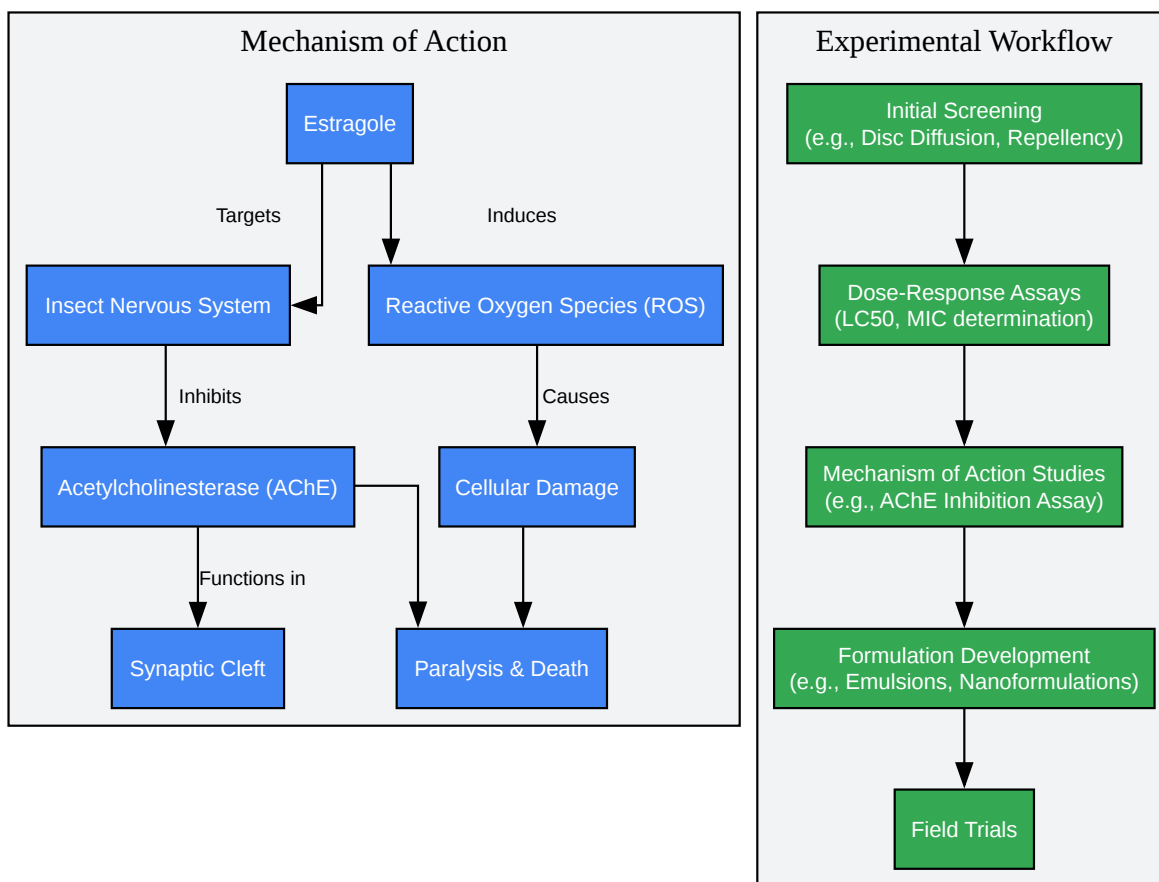 Mechanism of Action
Estragole
Targets
Induces
Insect Nervous System
Reactive Oxygen Species (ROS)
Inhibits
Causes
Acetylcholinesterase (AChE)
Cellular Damage
Functions in
Synaptic Cleft
Paralysis & Death
Experimental Workflow
Initial Screening
(e.g., Disc Diffusion, Repellency)
Dose-Response Assays
(LC50, MIC determination)
Mechanism of Action Studies
(e.g., AChE Inhibition Assay)
Formulation Development
(e.g., Emulsions, Nanoformulations)
Field Trials